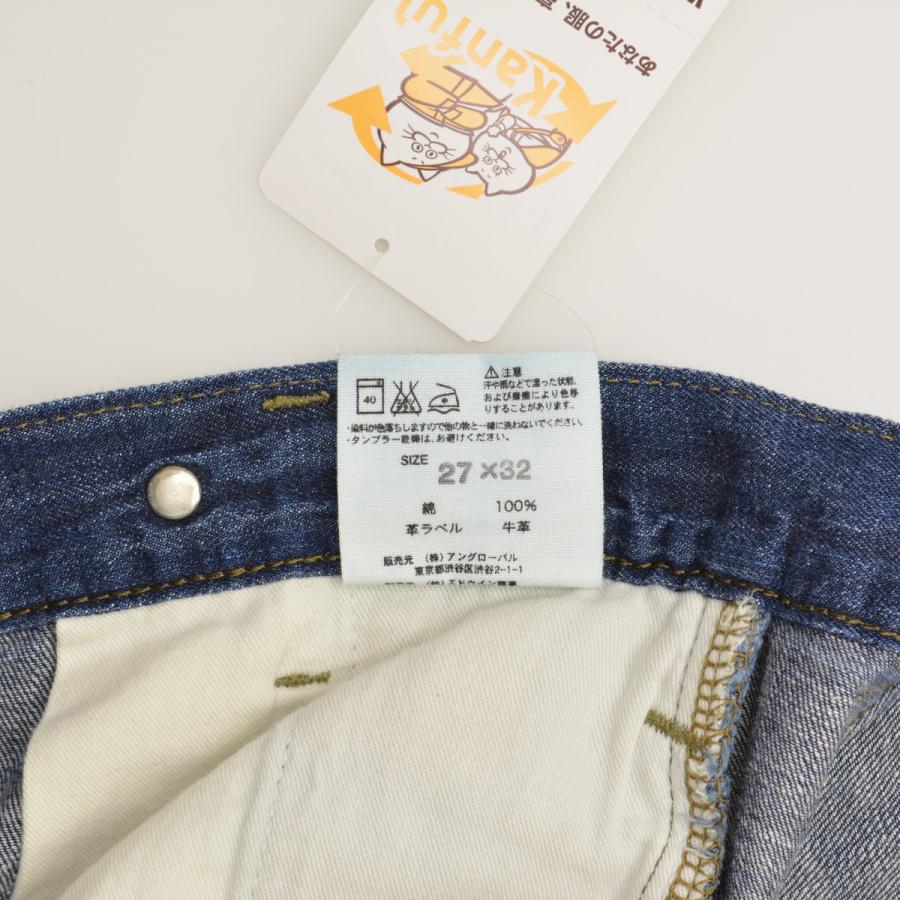 Kanful
あなたの服、
40
⚠ 注意
汗や雨などで湿った状態、
および摩擦により色移
りすることがあります。
・染料が色落ちしますので他の物と一緒に洗わないでください。
・タンブラー乾燥は、お避けください。
SIZE 27×32
綿 100%
革ラベル 牛革
販売元 (株) アングローバル
東京都渋谷区渋谷2-1-1